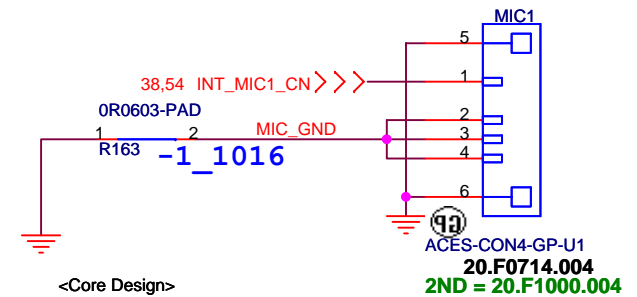 MIC1
5
38,54 INT_MIC1_CN
1
0R0603-PAD
2
1 2 MIC_GND
3
R163
-1_1016
4
6
GP
ACES-CON4-GP-U1
20.F0714.004
<Core Design>
2ND = 20.F1000.004